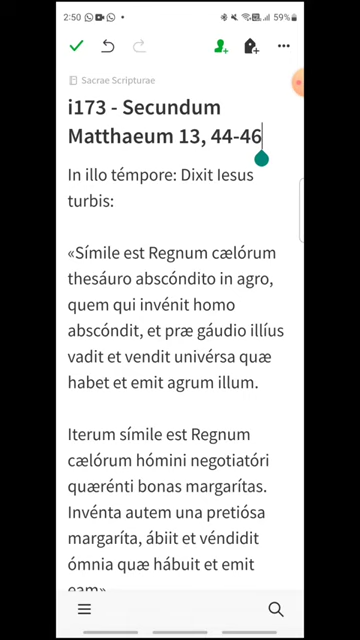 2:50
59%
Sacrae Scripturae
i173 - Secundum
Matthaeum 13, 44-46
In illo témpore: Dixit Iesus
turbis:
«Símile est Regnum cælórum
thesáuro abscóndito in agro,
quem qui invénit homo
abscóndit, et præ gáudio illíus
vadit et vendit univérsa quæ
habet et emit agrum illum.
Iterum símile est Regnum
cælórum hómini negotiatóri
quærénti bonas margarítas.
Invénta autem una pretiósa
margaríta, ábiit et véndidit
ómnia quæ hábuit et emit
eam».